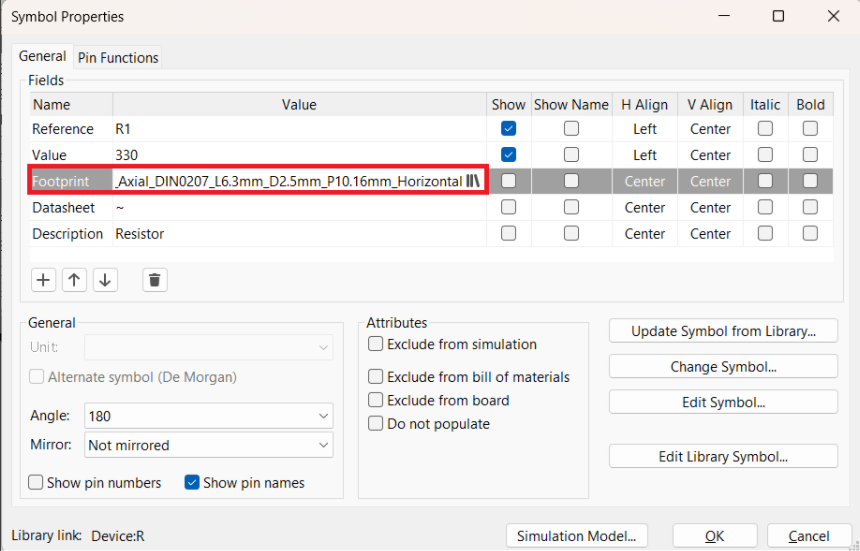 Symbol Properties
General Pin Functions
Fields
Name Value Show Show Name H Align V Align Italic Bold
Reference R1 Left Center
Value 330 Left Center
Footprint _Axial_DIN0207_L6.3mm_D2.5mm_P10.16mm_Horizontal Center Center
Datasheet ~ Center Center
Description Resistor Center Center
General
Unit:
Alternate symbol (De Morgan)
Angle: 180
Mirror: Not mirrored
Show pin numbers Show pin names
Attributes
Exclude from simulation
Exclude from bill of materials
Exclude from board
Do not populate
Update Symbol from Library...
Change Symbol...
Edit Symbol...
Edit Library Symbol...
Library link: Device:R
Simulation Model... OK Cancel